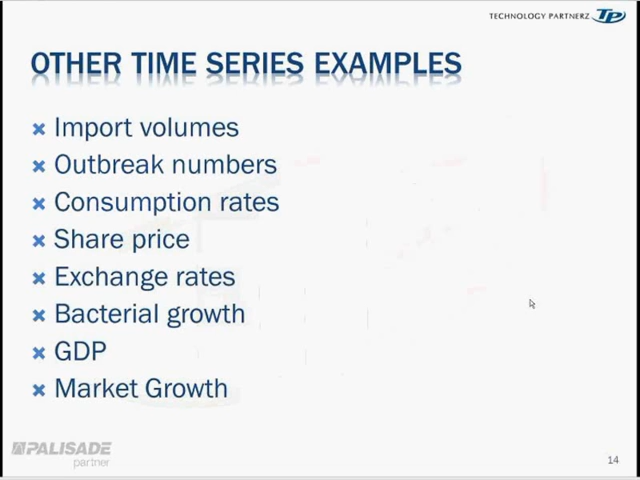 TECHNOLOGY PARTNERZ TP
OTHER TIME SERIES EXAMPLES
Import volumes
Outbreak numbers
Consumption rates
Share price
Exchange rates
Bacterial growth
GDP
Market Growth
PALISADE
partner
14